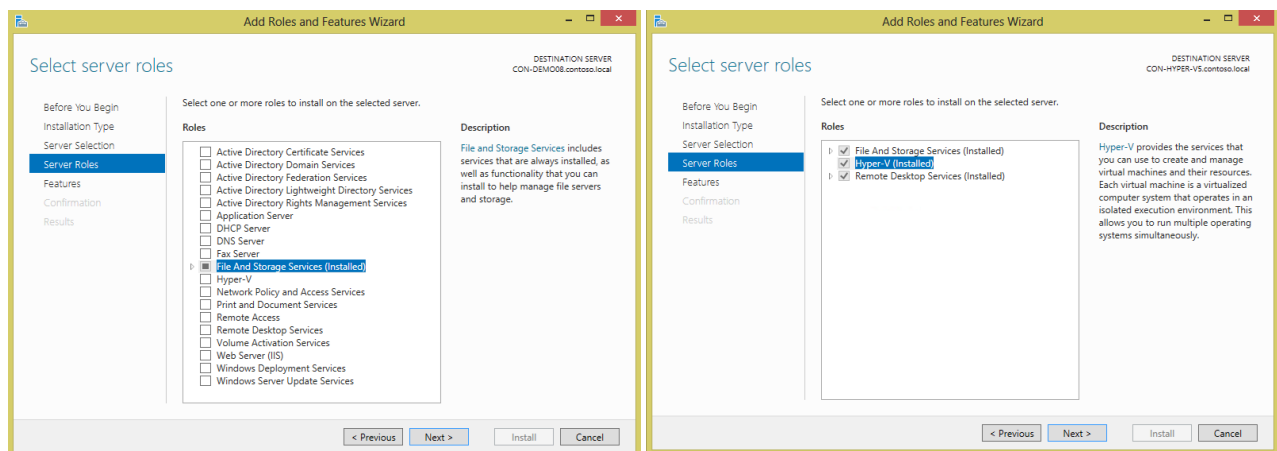 Add Roles and Features Wizard
Select server roles
DESTINATION SERVER
CON-DEMO08.contoso.local
Before You Begin
Installation Type
Server Selection
Server Roles
Features
Confirmation
Results
Select one or more roles to install on the selected server.
Roles
Active Directory Certificate Services
Active Directory Domain Services
Active Directory Federation Services
Active Directory Lightweight Directory Services
Active Directory Rights Management Services
Application Server
DHCP Server
DNS Server
Fax Server
File And Storage Services (Installed)
Hyper-V
Network Policy and Access Services
Print and Document Services
Remote Access
Remote Desktop Services
Volume Activation Services
Web Server (IIS)
Windows Deployment Services
Windows Server Update Services
Description
File and Storage Services includes
services that are always installed, as
well as functionality that you can
install to help manage file servers
and storage.
< Previous
Next >
Install
Cancel
Add Roles and Features Wizard
Select server roles
DESTINATION SERVER
CON-HYPER-V5.contoso.local
Before You Begin
Installation Type
Server Selection
Server Roles
Features
Confirmation
Results
Select one or more roles to install on the selected server.
Roles
File And Storage Services (Installed)
Hyper-V (Installed)
Remote Desktop Services (Installed)
Description
Hyper-V provides the services that
you can use to create and manage
virtual machines and their resources.
Each virtual machine is a virtualized
computer system that operates in an
isolated execution environment. This
allows you to run multiple operating
systems simultaneously.
< Previous
Next >
Install
Cancel